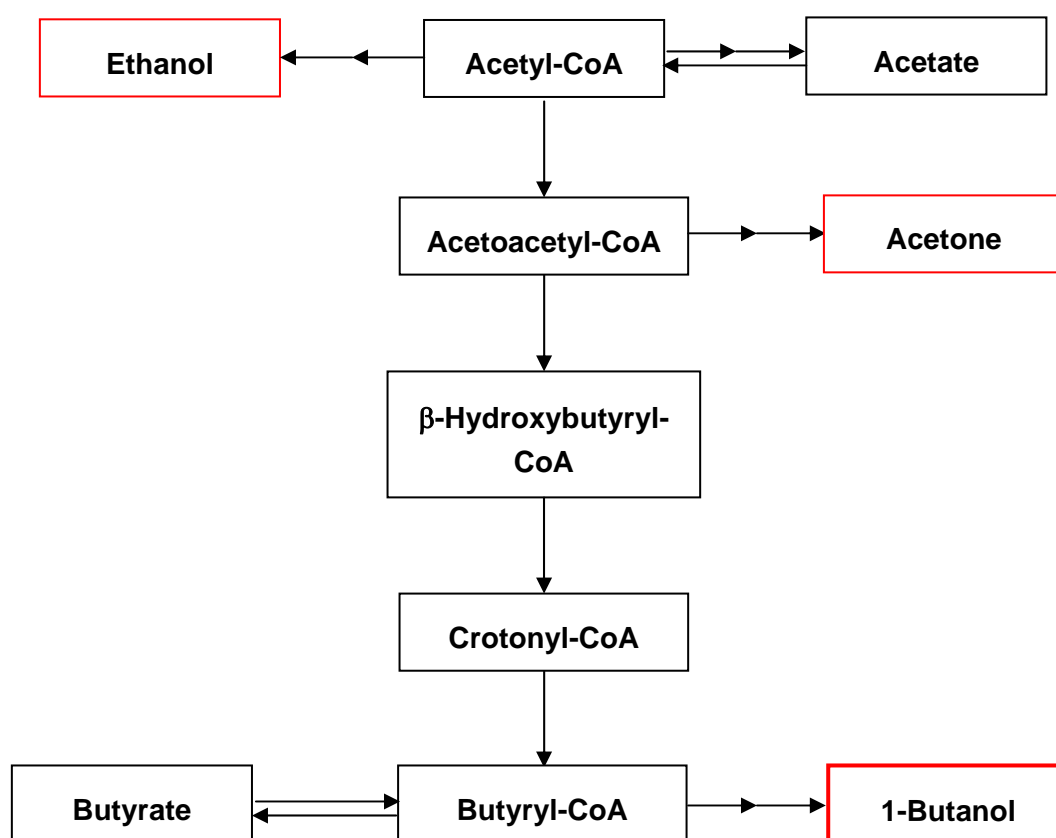 Ethanol
Acetyl-CoA
Acetate
Acetoacetyl-CoA
Acetone
β-Hydroxybutyryl-
CoA
Crotonyl-CoA
Butyrate
Butyryl-CoA
1-Butanol